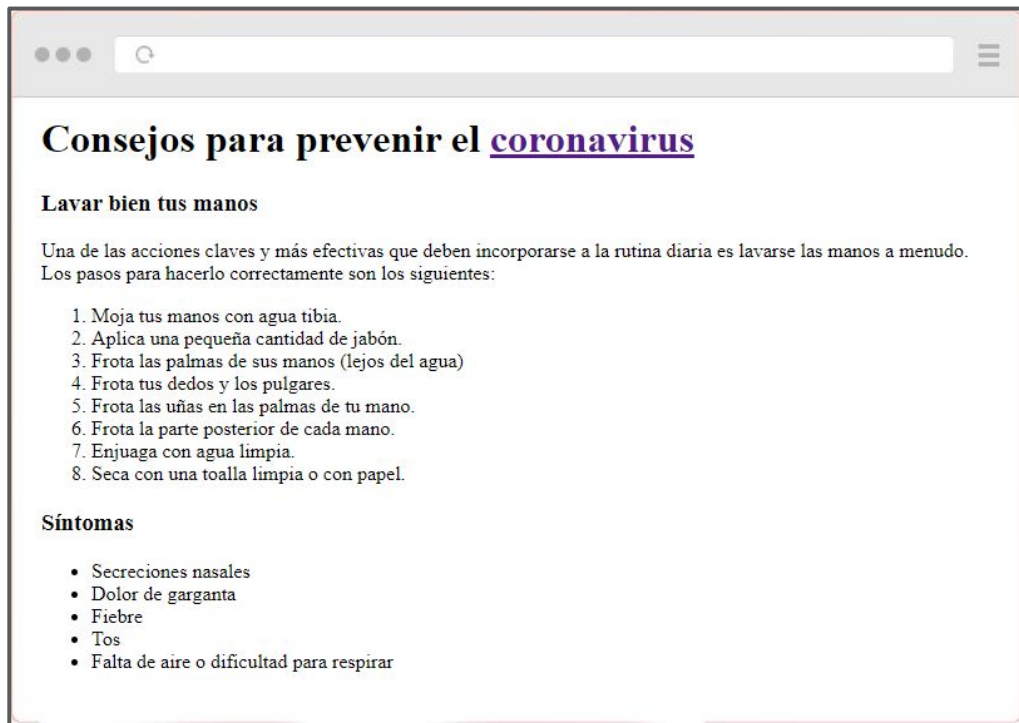 Consejos para prevenir el coronavirus
Lavar bien tus manos
Una de las acciones claves y más efectivas que deben incorporarse a la rutina diaria es lavarse las manos a menudo.
Los pasos para hacerlo correctamente son los siguientes:
1. Moja tus manos con agua tibia.
2. Aplica una pequeña cantidad de jabón.
3. Frota las palmas de sus manos (lejos del agua)
4. Frota tus dedos y los pulgares.
5. Frota las uñas en las palmas de tu mano.
6. Frota la parte posterior de cada mano.
7. Enjuaga con agua limpia.
8. Seca con una toalla limpia o con papel.
Síntomas
• Secreciones nasales
• Dolor de garganta
• Fiebre
• Tos
• Falta de aire o dificultad para respirar